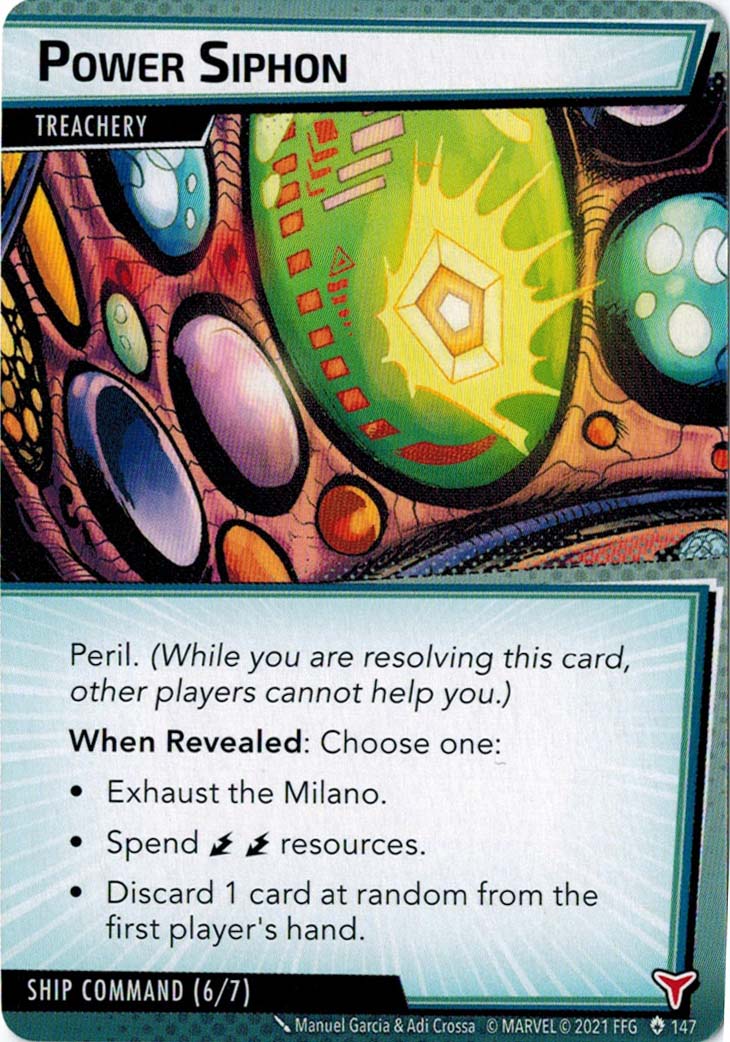 POWER SIPHON
TREACHERY
Peril. (While you are resolving this card,
other players cannot help you.)
When Revealed: Choose one:
• Exhaust the Milano.
• Spend resources.
• Discard 1 card at random from the
first player's hand.
SHIP COMMAND (6/7)
Manuel Garcia & Adi Crossa © MARVEL © 2021 FFG 147